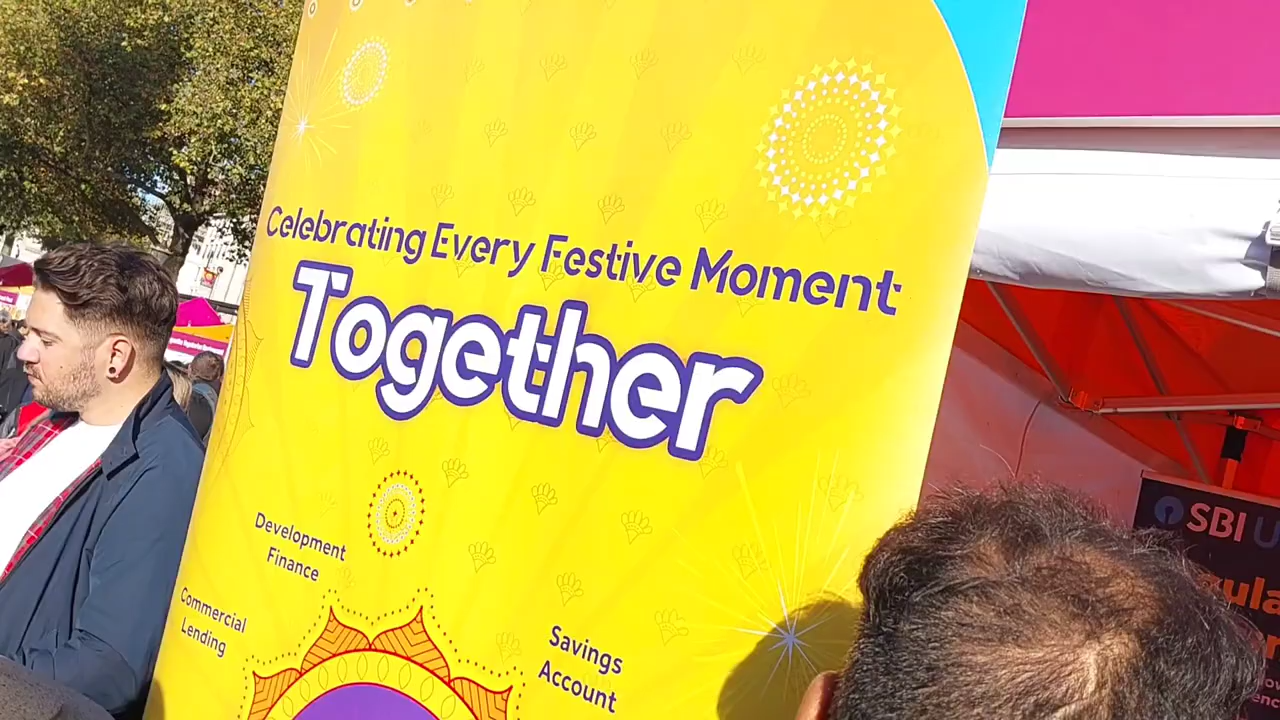 Celebrating Every Festive Moment
Together
Development
Finance
Commercial
Lending
Savings
Account
SBI U